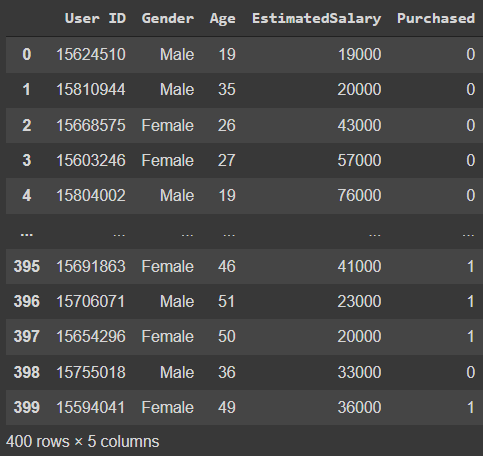 User ID Gender Age EstimatedSalary Purchased
0 15624510 Male 19 19000 0
1 15810944 Male 35 20000 0
2 15668575 Female 26 43000 0
3 15603246 Female 27 57000 0
4 15804002 Male 19 76000 0
... ... ... ... ... ...
395 15691863 Female 46 41000 1
396 15706071 Male 51 23000 1
397 15654296 Female 50 20000 1
398 15755018 Male 36 33000 0
399 15594041 Female 49 36000 1
400 rows × 5 columns